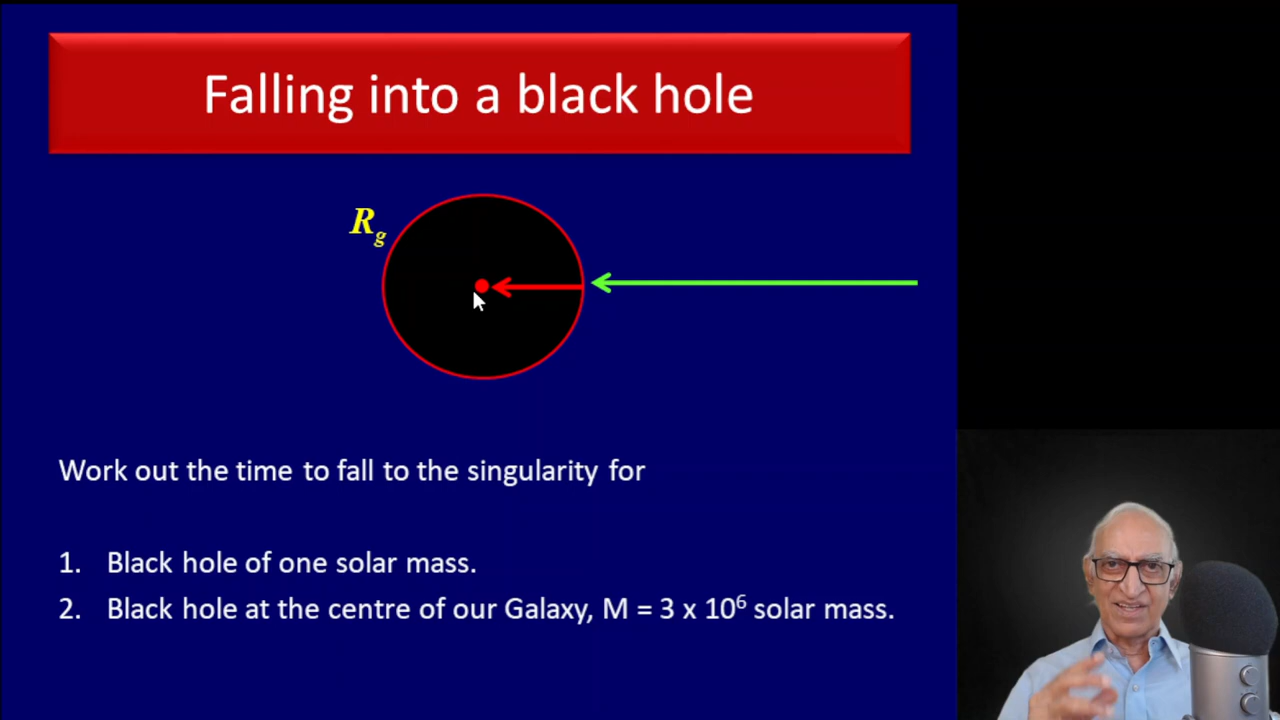 Falling into a black hole
R_g
Work out the time to fall to the singularity for
1. Black hole of one solar mass.
2. Black hole at the centre of our Galaxy, M = 3 x 10⁶ solar mass.